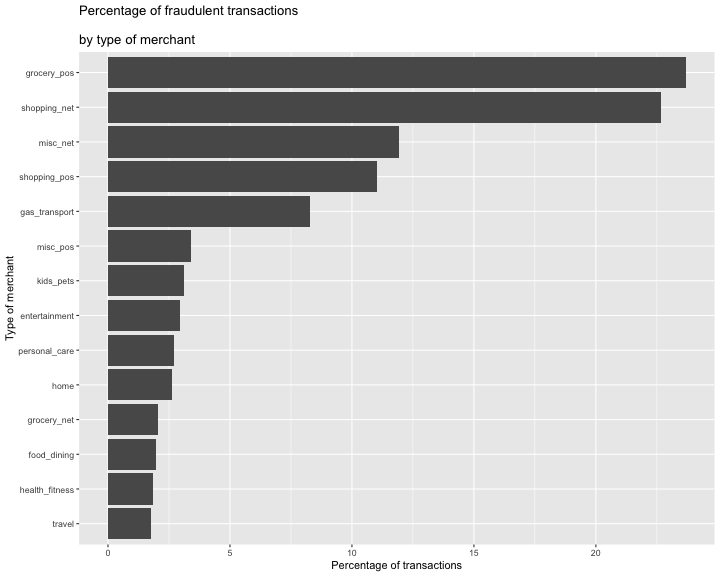 Percentage of fraudulent transactions
by type of merchant
Type of merchant
grocery_pos
shopping_net
misc_net
shopping_pos
gas_transport
misc_pos
kids_pets
entertainment
personal_care
home
grocery_net
food_dining
health_fitness
travel
0 5 10 15 20
Percentage of transactions